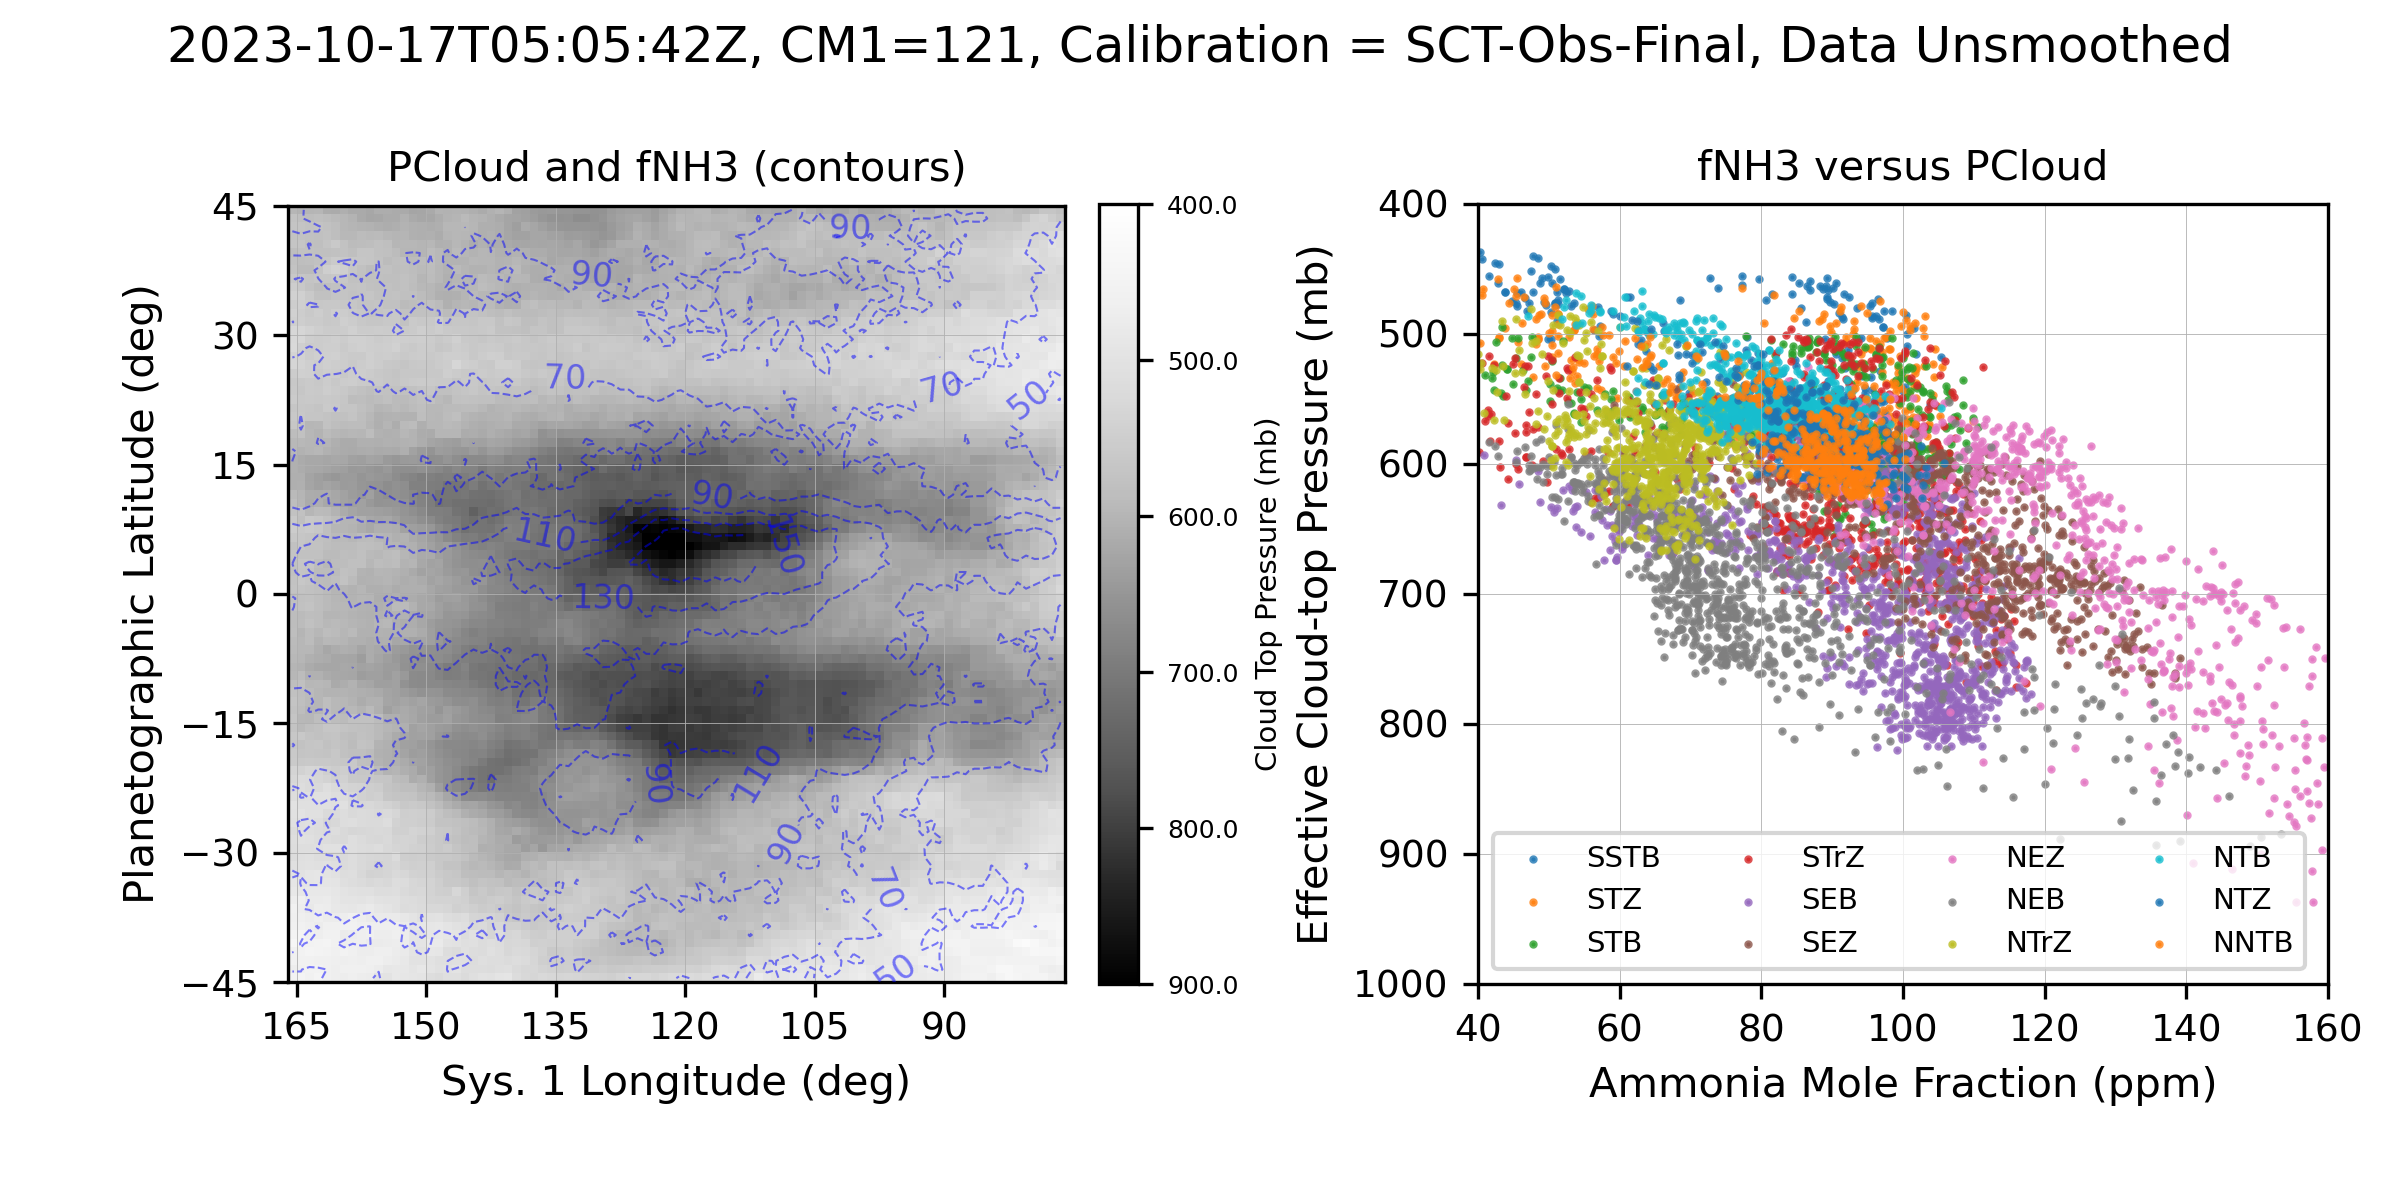 2023-10-17T05:05:42Z, CM1=121, Calibration = SCT-Obs-Final, Data Unsmoothed
PCloud and fNH3 (contours)
45
30
15
0
−15
−30
−45
Planetographic Latitude (deg)
165 150 135 120 105 90
Sys. 1 Longitude (deg)
90
90
70
70
50
90
110
150
130
90
110
90
70
50
400.0
500.0
600.0
700.0
800.0
900.0
Cloud Top Pressure (mb)
fNH3 versus PCloud
400
500
600
700
800
900
1000
Effective Cloud-top Pressure (mb)
SSTB STrZ NEZ NTB
STZ SEB NEB NTZ
STB SEZ NTrZ NNTB
40 60 80 100 120 140 160
Ammonia Mole Fraction (ppm)